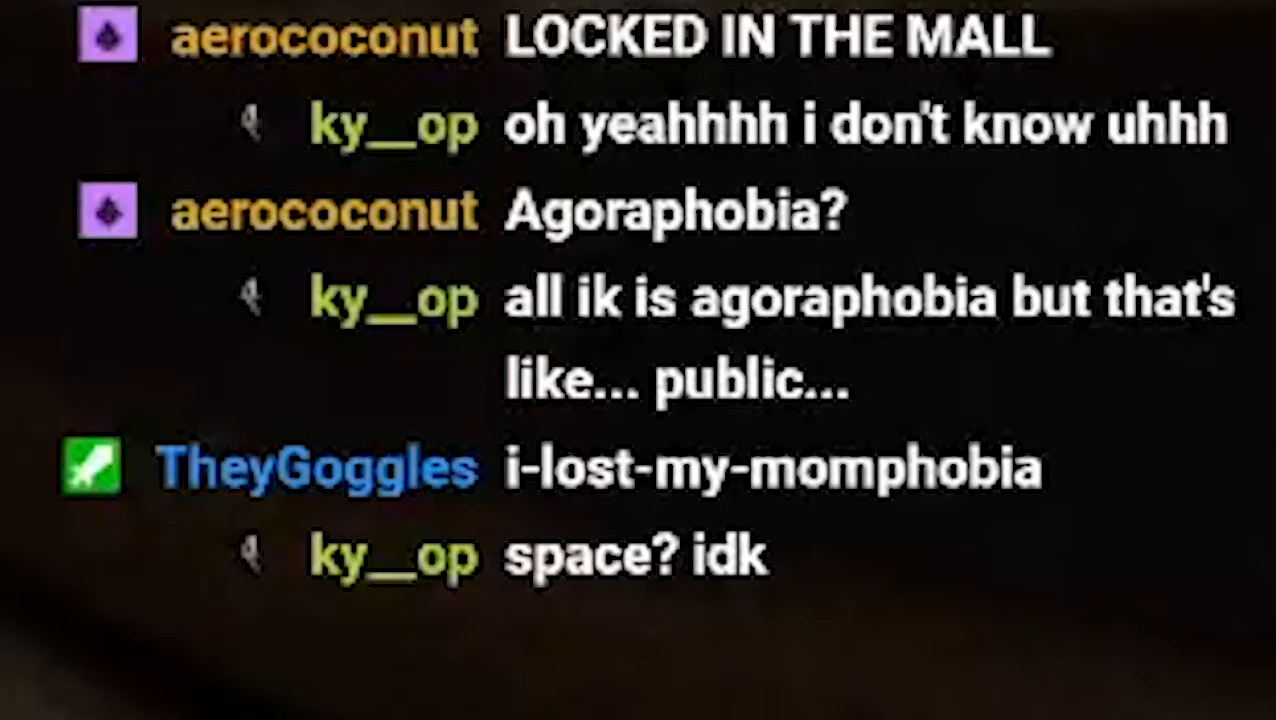 aerococonut LOCKED IN THE MALL
ky__op oh yeahhhh i don't know uhhh
aerococonut Agoraphobia?
ky__op all ik is agoraphobia but that's
like... public...
TheyGoggles i-lost-my-momphobia
ky__op space? idk